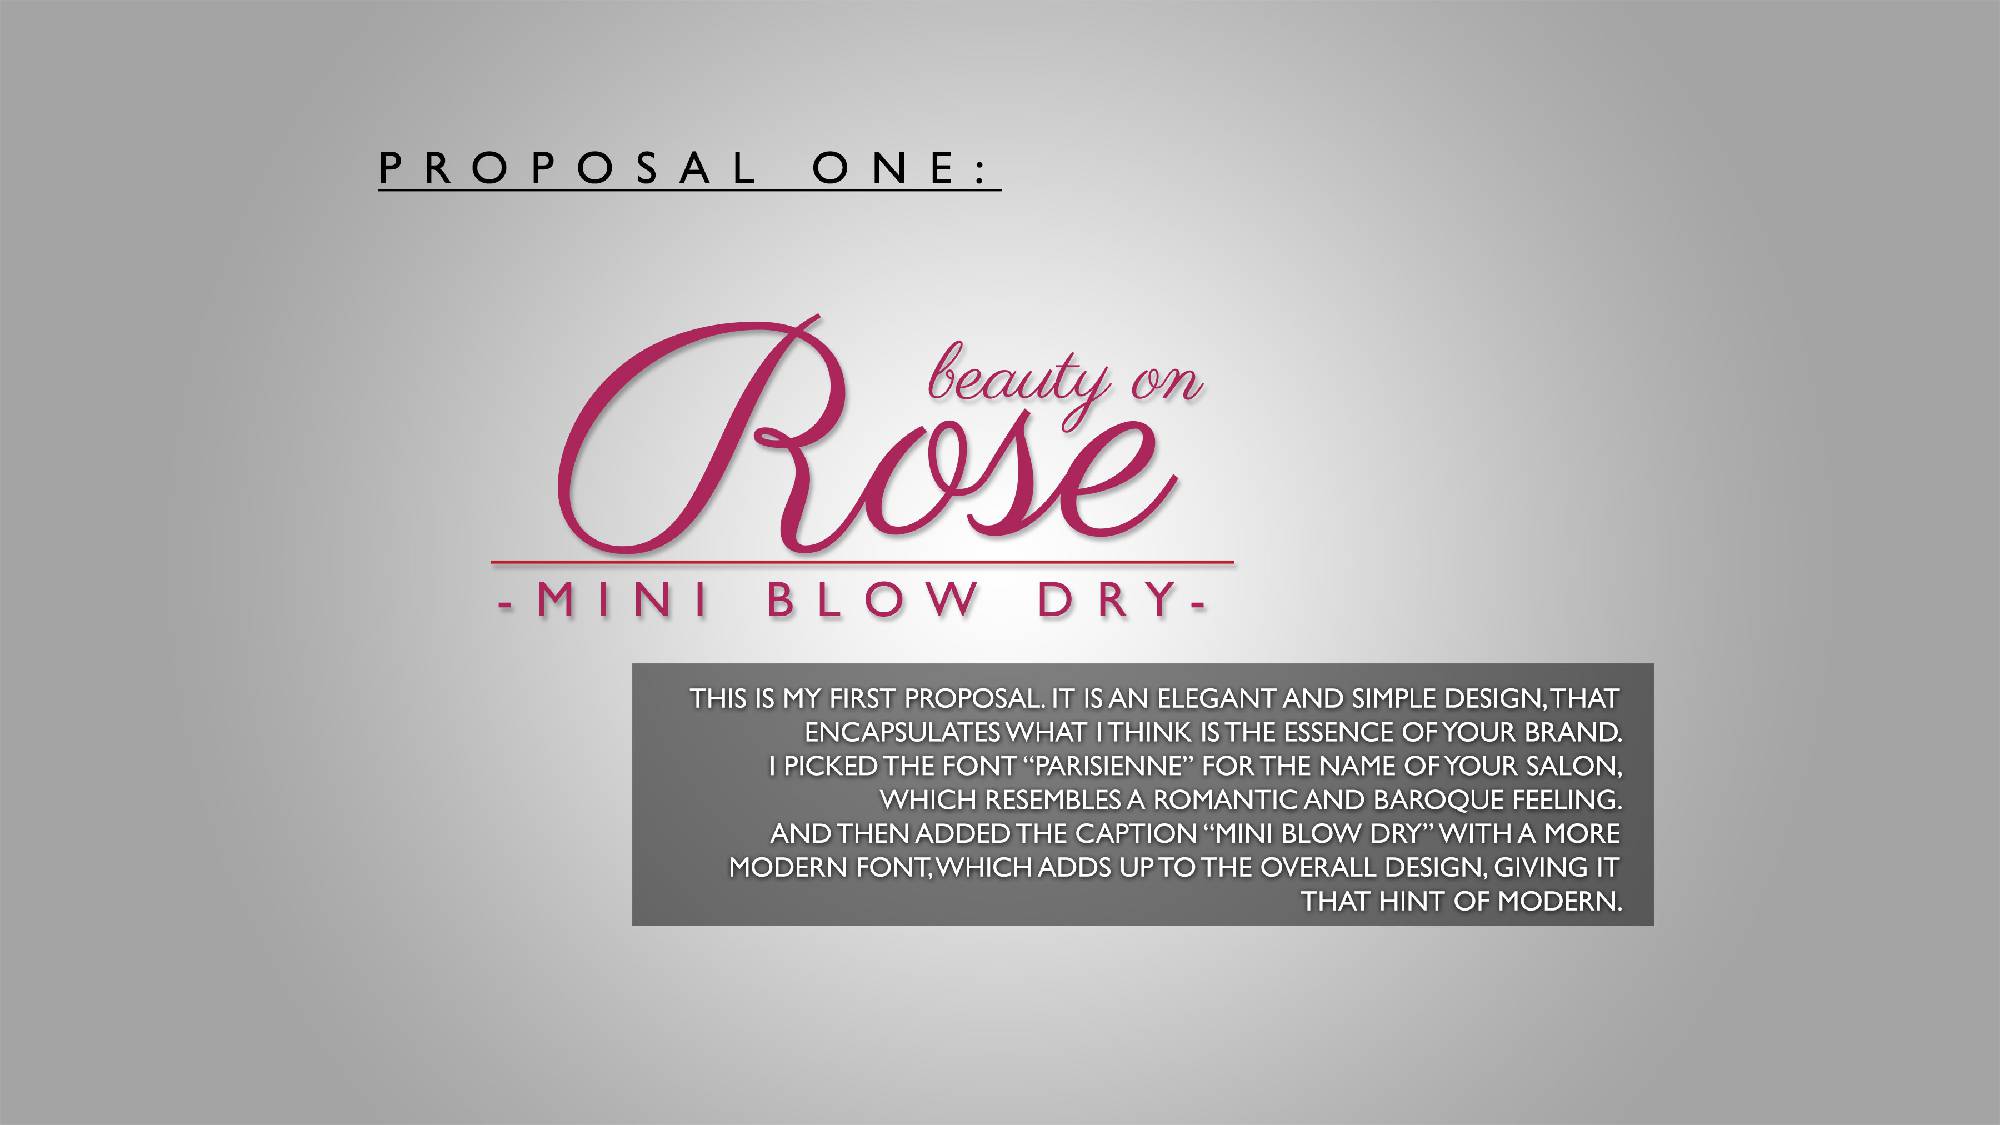 PROPOSAL ONE:
beauty on
Rose
-MINI BLOW DRY-
THIS IS MY FIRST PROPOSAL. IT IS AN ELEGANT AND SIMPLE DESIGN, THAT
ENCAPSULATES WHAT I THINK IS THE ESSENCE OF YOUR BRAND.
I PICKED THE FONT “PARISIENNE” FOR THE NAME OF YOUR SALON,
WHICH RESEMBLES A ROMANTIC AND BAROQUE FEELING.
AND THEN ADDED THE CAPTION “MINI BLOW DRY” WITH A MORE
MODERN FONT, WHICH ADDS UP TO THE OVERALL DESIGN, GIVING IT
THAT HINT OF MODERN.